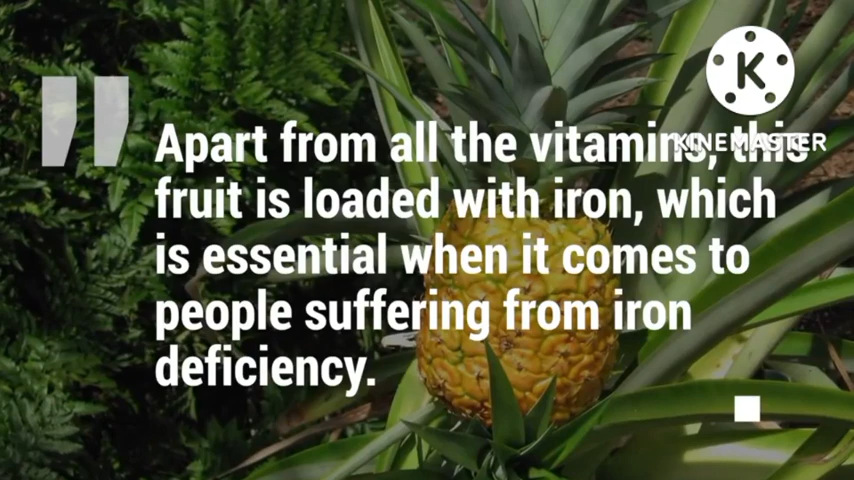 Apart from all the vitamins, this
fruit is loaded with iron, which
is essential when it comes to
people suffering from iron
deficiency.
K
KINEMASTER